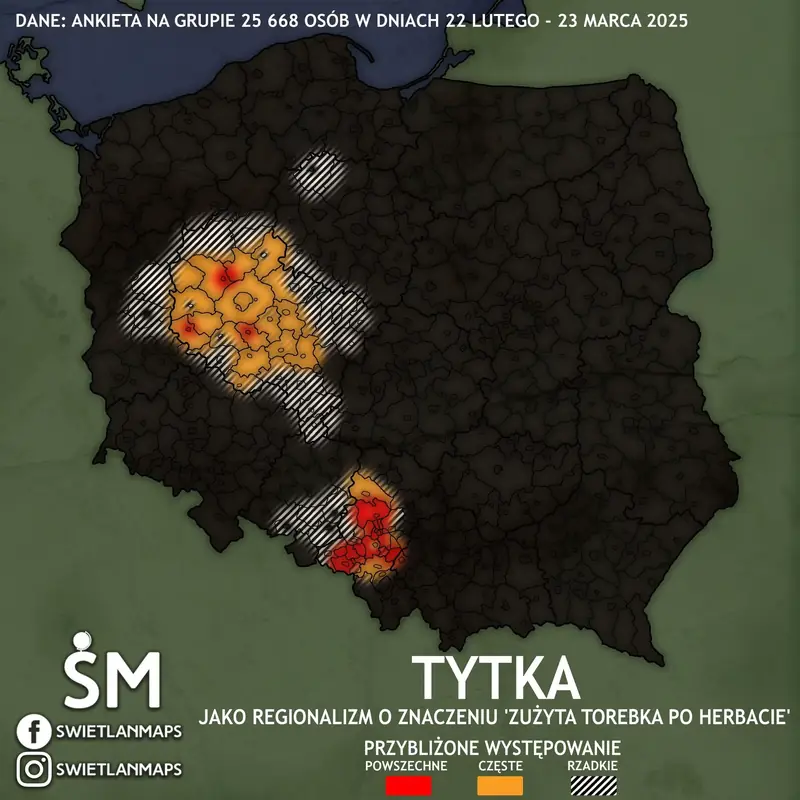 DANE: ANKIETA NA GRUPIE 25 668 OSÓB W DNIACH 22 LUTEGO - 23 MARCA 2025
ŚM
SWIETLANMAPS
SWIETLANMAPS
TYTKA
JAKO REGIONALIZM O ZNACZENIU 'ZUŻYTA TOREBKA PO HERBACIE'
PRZYBLIŻONE WYSTĘPOWANIE
POWSZECHNE CZĘSTE RZADKIE